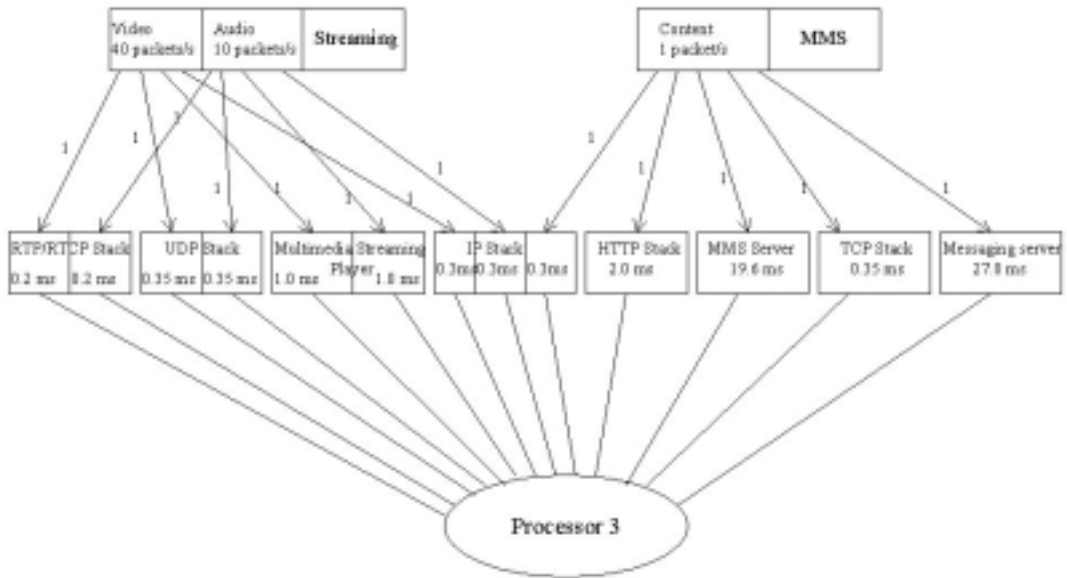 Video
40 packets/s
Audio
10 packets/s
Streaming
Content
1 packet/s
MMS
1
1
1
1
1
1
1
1
1
1
1
1
1
RTP/RTCP Stack
0.2 ms
0.2 ms
UDP Stack
0.35 ms
0.35 ms
Multimedia Streaming
Player
1.0 ms
1.0 ms
IP Stack
0.3ms
0.3ms
0.3ms
HTTP Stack
2.0 ms
MMS Server
19.6 ms
TCP Stack
0.35 ms
Messaging server
27.0 ms
Processor 3